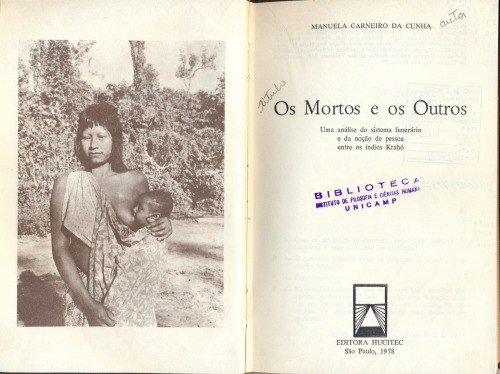 MANUELA CARNEIRO DA CUNHA
autor
título
Os Mortos e os Outros
Uma análise do sistema funerário
e da noção de pessoa
entre os índios Krahó
BIBLIOTECA
INSTITUTO DE FILOSOFIA E CIÊNCIAS HUMANAS
UNICAMP
EDITORA HUCITEC
São Paulo, 1978